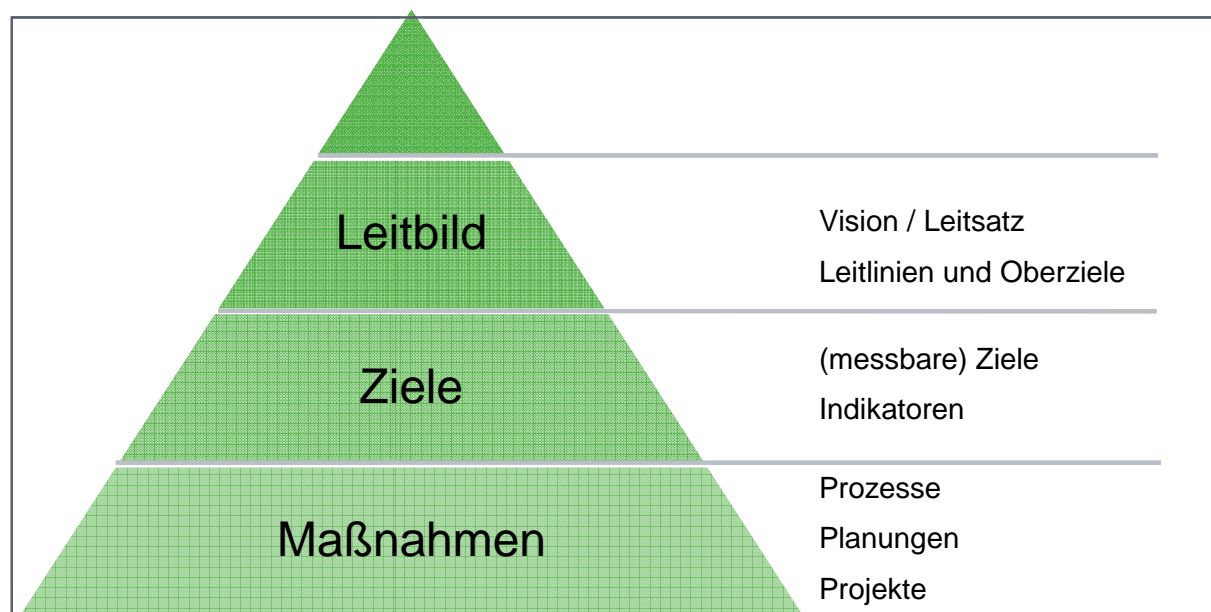 Leitbild
Vision / Leitsatz
Leitlinien und Oberziele
Ziele
(messbare) Ziele
Indikatoren
Maßnahmen
Prozesse
Planungen
Projekte